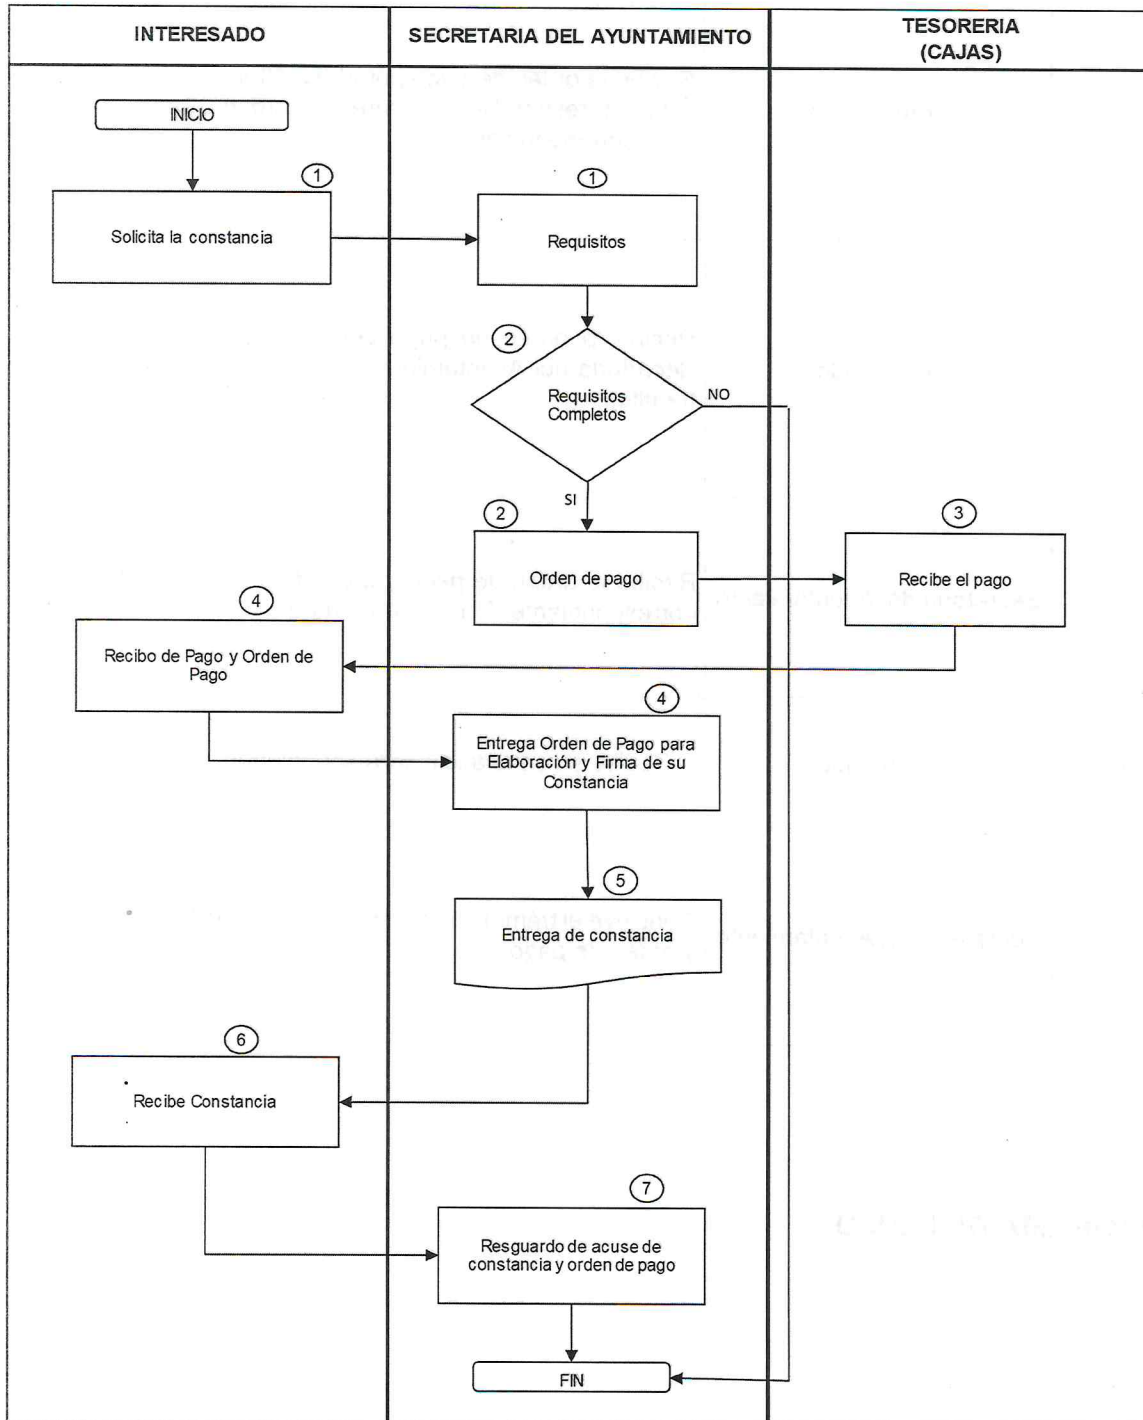 INTERESADO
SECRETARIA DEL AYUNTAMIENTO
TESORERIA
(CAJAS)
INICIO
1
Solicita la constancia
1
Requisitos
2
Requisitos
Completos
NO
SI
2
Orden de pago
3
Recibe el pago
4
Recibo de Pago y Orden de
Pago
4
Entrega Orden de Pago para
Elaboración y Firma de su
Constancia
5
Entrega de constancia
6
Recibe Constancia
7
Resguardo de acuse de
constancia y orden de pago
FIN